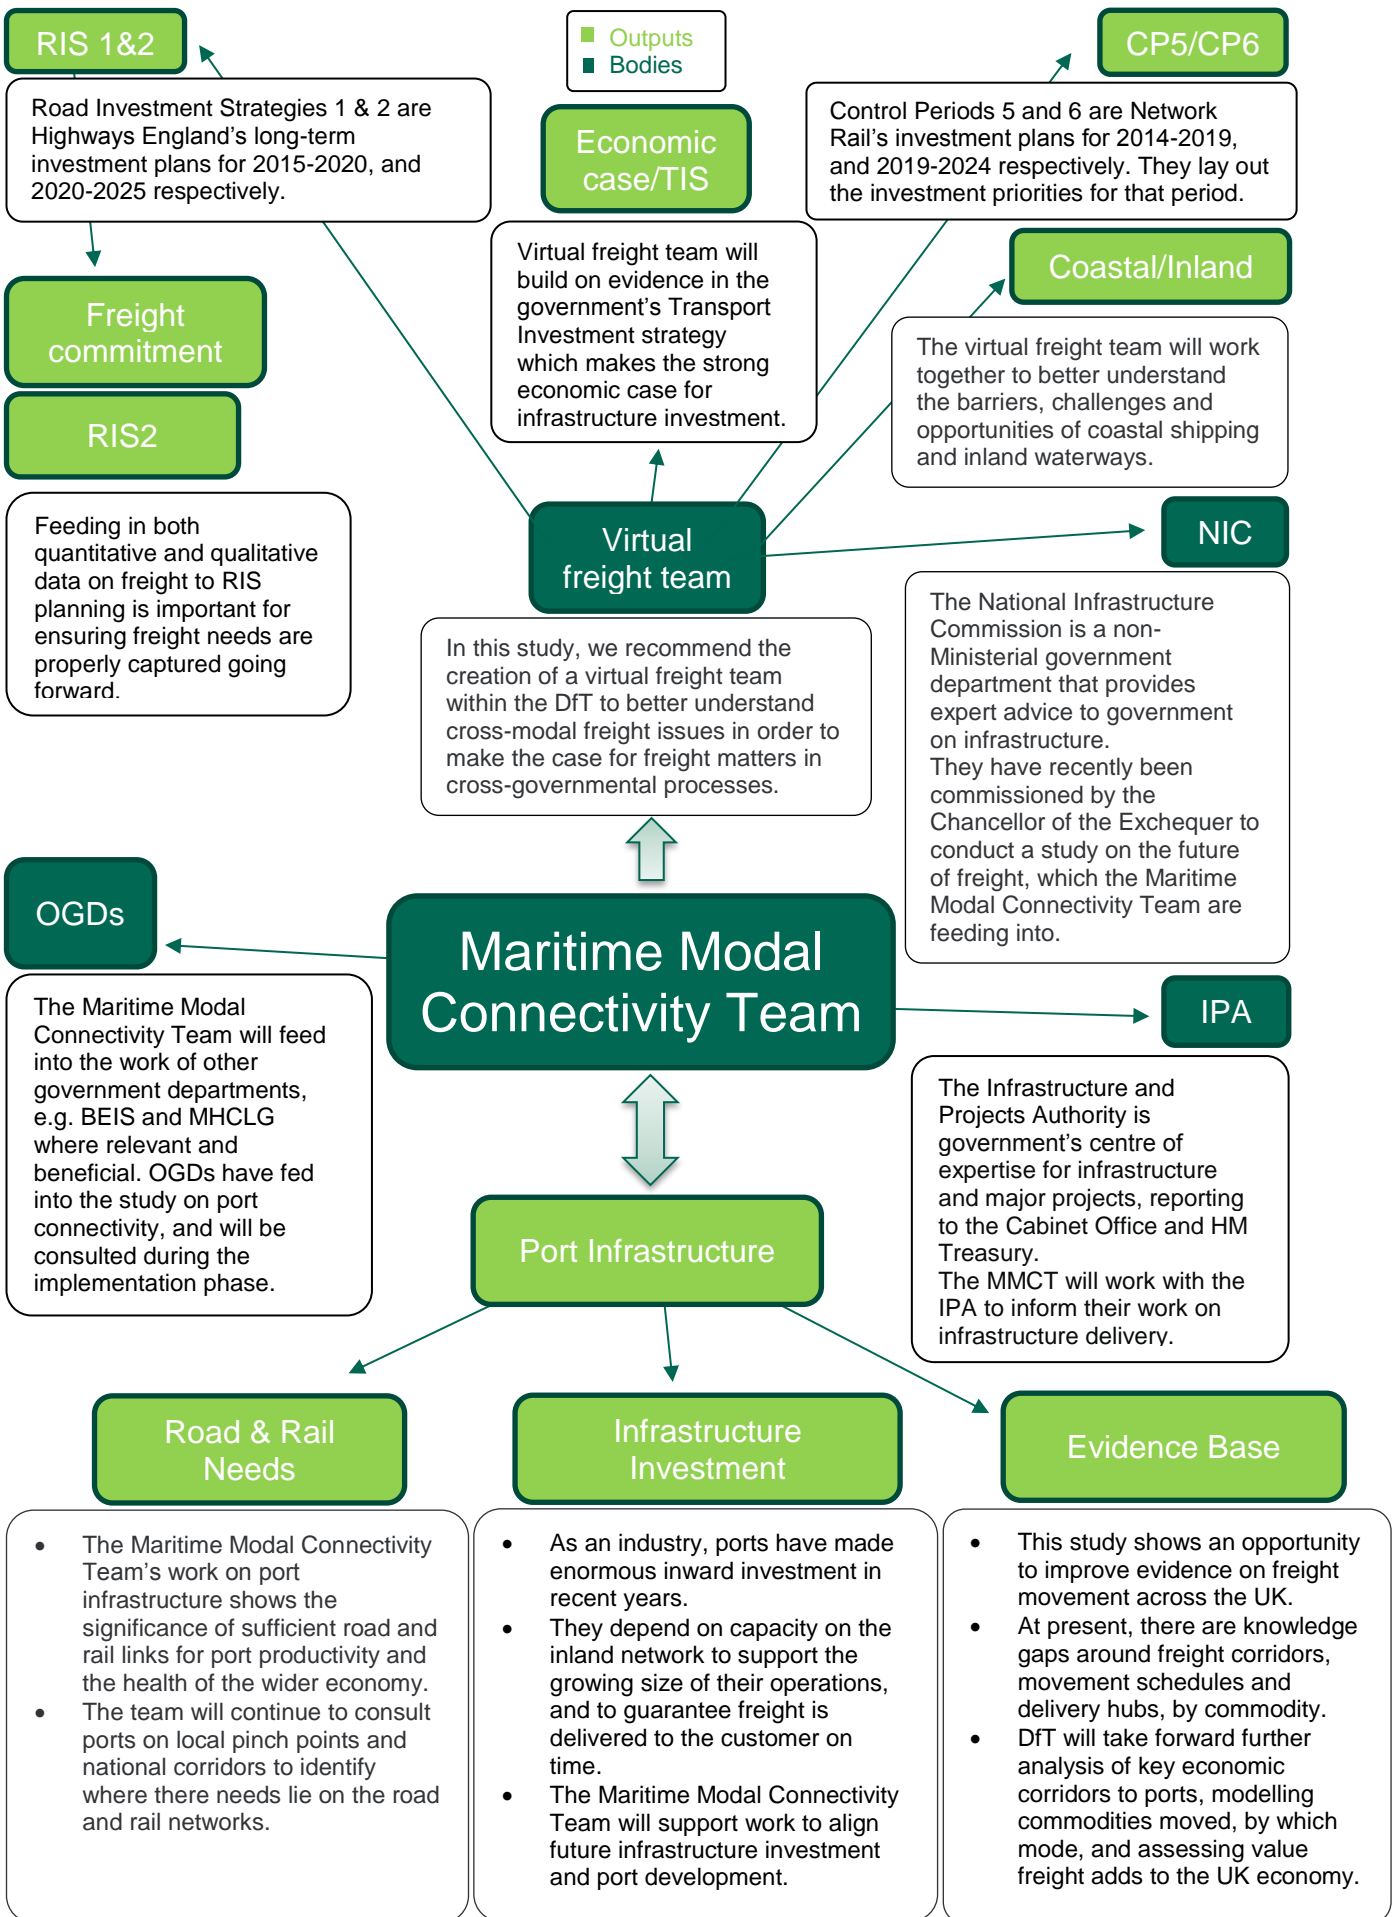 RIS 1&2
Road Investment Strategies 1 & 2 are
Highways England’s long-term
investment plans for 2015-2020, and
2020-2025 respectively.
Outputs
Bodies
Economic
case/TIS
Virtual freight team will
build on evidence in the
government’s Transport
Investment strategy
which makes the strong
economic case for
infrastructure investment.
CP5/CP6
Control Periods 5 and 6 are Network
Rail’s investment plans for 2014-2019,
and 2019-2024 respectively. They lay out
the investment priorities for that period.
Coastal/Inland
The virtual freight team will work
together to better understand
the barriers, challenges and
opportunities of coastal shipping
and inland waterways.
Freight
commitment
RIS2
Feeding in both
quantitative and qualitative
data on freight to RIS
planning is important for
ensuring freight needs are
properly captured going
forward.
Virtual
freight team
In this study, we recommend the
creation of a virtual freight team
within the DfT to better understand
cross-modal freight issues in order to
make the case for freight matters in
cross-governmental processes.
NIC
The National Infrastructure
Commission is a non-
Ministerial government
department that provides
expert advice to government
on infrastructure.
They have recently been
commissioned by the
Chancellor of the Exchequer to
conduct a study on the future
of freight, which the Maritime
Modal Connectivity Team are
feeding into.
OGDs
The Maritime Modal
Connectivity Team will feed
into the work of other
government departments,
e.g. BEIS and MHCLG
where relevant and
beneficial. OGDs have fed
into the study on port
connectivity, and will be
consulted during the
implementation phase.
Maritime Modal
Connectivity Team
IPA
The Infrastructure and
Projects Authority is
government’s centre of
expertise for infrastructure
and major projects, reporting
to the Cabinet Office and HM
Treasury.
The MMCT will work with the
IPA to inform their work on
infrastructure delivery.
Port Infrastructure
Road & Rail
Needs
• The Maritime Modal Connectivity
Team’s work on port
infrastructure shows the
significance of sufficient road and
rail links for port productivity and
the health of the wider economy.
• The team will continue to consult
ports on local pinch points and
national corridors to identify
where there needs lie on the road
and rail networks.
Infrastructure
Investment
• As an industry, ports have made
enormous inward investment in
recent years.
• They depend on capacity on the
inland network to support the
growing size of their operations,
and to guarantee freight is
delivered to the customer on
time.
• The Maritime Modal Connectivity
Team will support work to align
future infrastructure investment
and port development.
Evidence Base
• This study shows an opportunity
to improve evidence on freight
movement across the UK.
• At present, there are knowledge
gaps around freight corridors,
movement schedules and
delivery hubs, by commodity.
• DfT will take forward further
analysis of key economic
corridors to ports, modelling
commodities moved, by which
mode, and assessing value
freight adds to the UK economy.